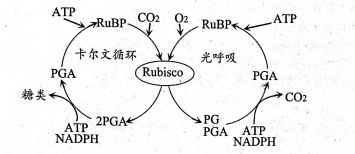 ATP
RuBP
CO2
O2
RuBP
ATP
卡尔文循环
光呼吸
PGA
Rubisco
PGA
糖类
2PGA
PG
PGA
CO2
ATP
NADPH
ATP
NADPH